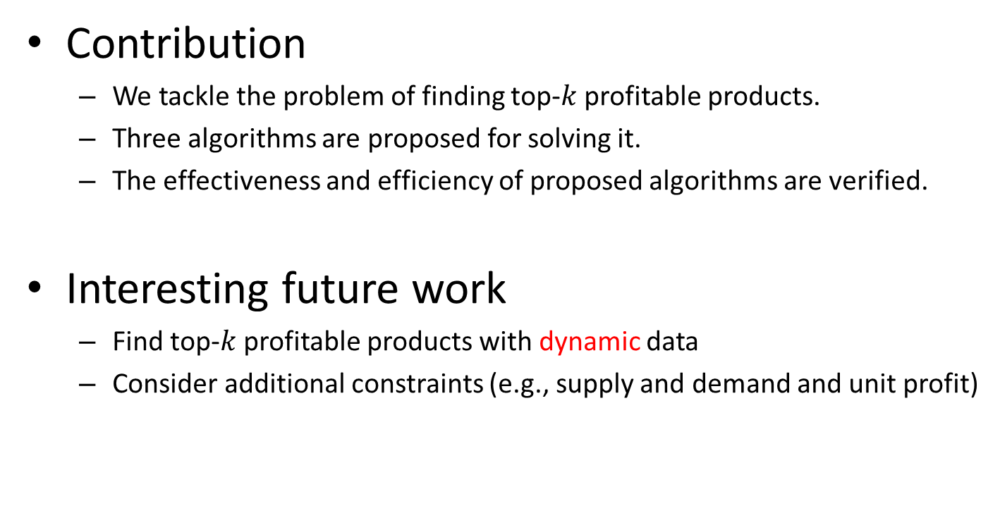 • Contribution
– We tackle the problem of finding top-k profitable products.
– Three algorithms are proposed for solving it.
– The effectiveness and efficiency of proposed algorithms are verified.
• Interesting future work
– Find top-k profitable products with dynamic data
– Consider additional constraints (e.g., supply and demand and unit profit)